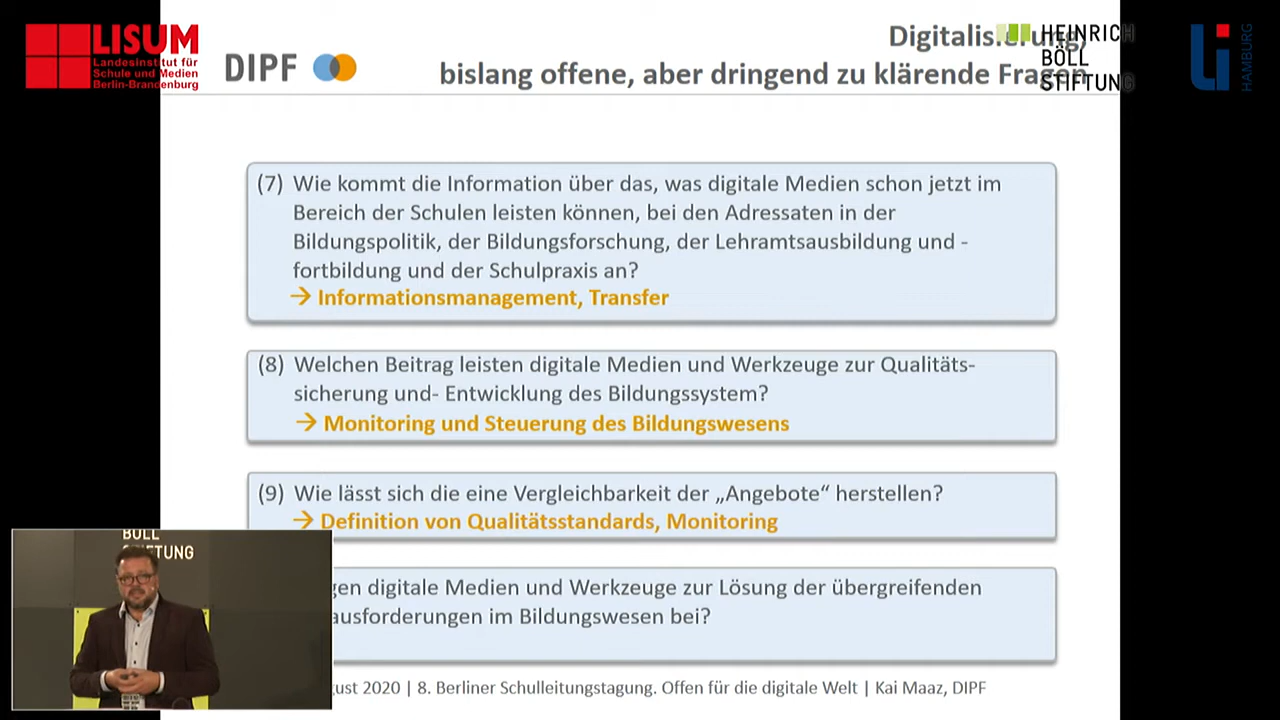 LISUM
Landesinstitut für
Schule und Medien
Berlin-Brandenburg
DIPF
HEINRICH
BÖLL
STIFTUNG
Li
HAMBURG
Digitalisierung,
bislang offene, aber dringend zu klärende Fragen
(7) Wie kommt die Information über das, was digitale Medien schon jetzt im
Bereich der Schulen leisten können, bei den Adressaten in der
Bildungspolitik, der Bildungsforschung, der Lehramtsausbildung und -
fortbildung und der Schulpraxis an?
→ Informationsmanagement, Transfer
(8) Welchen Beitrag leisten digitale Medien und Werkzeuge zur Qualitäts-
sicherung und- Entwicklung des Bildungssystem?
→ Monitoring und Steuerung des Bildungswesens
(9) Wie lässt sich die eine Vergleichbarkeit der „Angebote“ herstellen?
→ Definition von Qualitätsstandards, Monitoring
gen digitale Medien und Werkzeuge zur Lösung der übergreifenden
ausforderungen im Bildungswesen bei?
BÖLL
STIFTUNG
ust 2020 | 8. Berliner Schulleitungstagung. Offen für die digitale Welt | Kai Maaz, DIPF